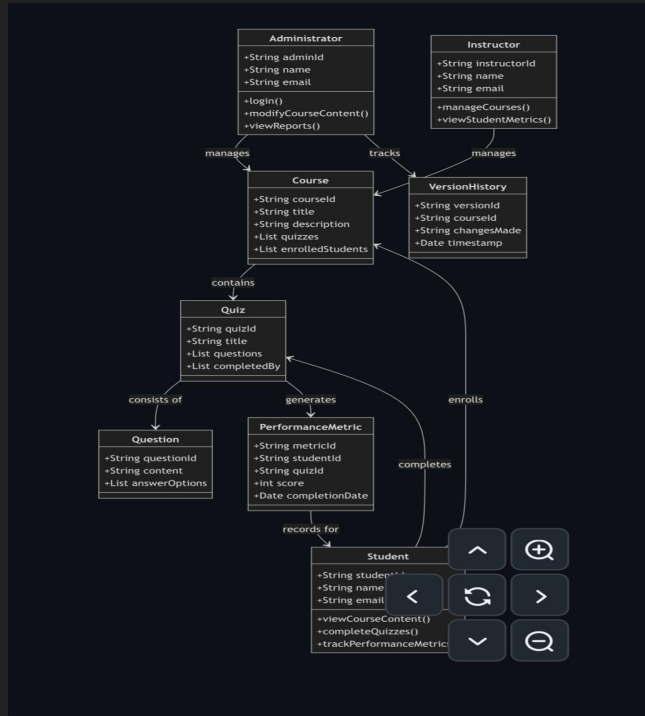 Administrator
+String adminId
+String name
+String email
+login()
+modifyCourseContent()
+viewReports()
Instructor
+String instructorId
+String name
+String email
+manageCourses()
+viewStudentMetrics()
manages
tracks
manages
Course
+String courseId
+String title
+String description
+List quizzes
+List enrolledStudents
VersionHistory
+String versionId
+String courseId
+String changesMade
+Date timestamp
contains
Quiz
+String quizId
+String title
+List questions
+List completedBy
consists of
generates
enrolls
Question
+String questionId
+String content
+List answerOptions
PerformanceMetric
+String metricId
+String studentId
+String quizId
+int score
+Date completionDate
completes
records for
Student
+String
+String name
+String email
+viewCourseContent()
+completeQuizzes()